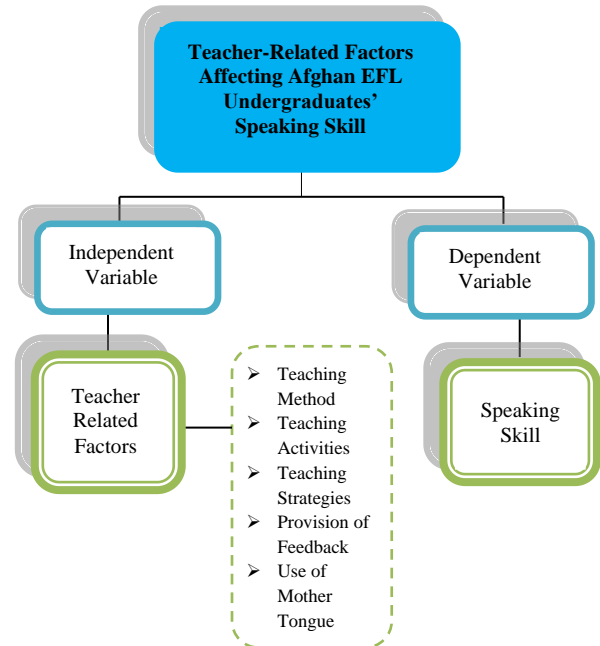 Teacher-Related Factors
Affecting Afghan EFL
Undergraduates’
Speaking Skill
Independent
Variable
Dependent
Variable
Teacher
Related
Factors
➢ Teaching
Method
➢ Teaching
Activities
➢ Teaching
Strategies
➢ Provision of
Feedback
➢ Use of
Mother
Tongue
Speaking
Skill